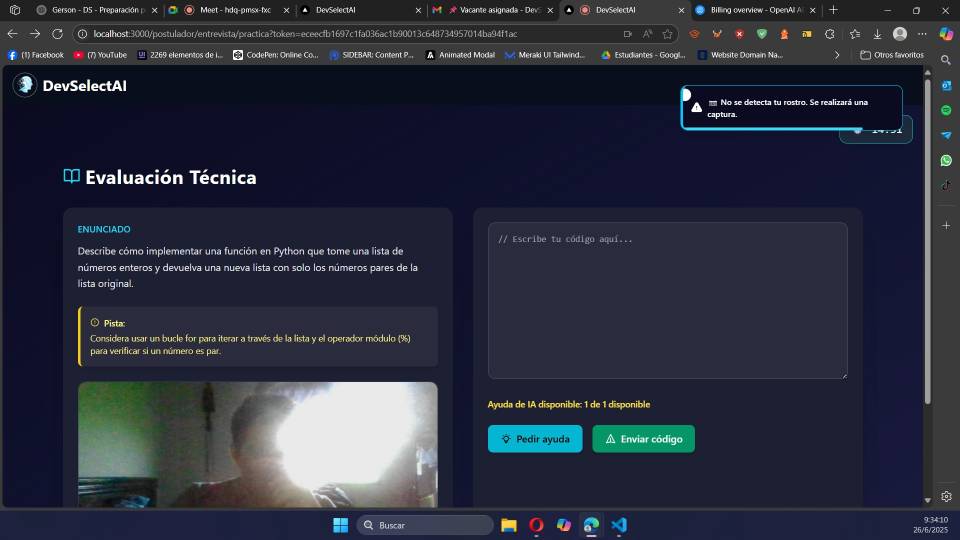 Gerson - DS - Preparación p
Meet - hdq-pmsx-fxc
DevSelectAI
Vacante asignada - DevS
DevSelectAI
Billing overview - OpenAI A
localhost:3000/postulador/entrevista/practica?token=eceecfb1697c1fa036ac1b90013c648734957014ba94f1ac
(1) Facebook
(7) YouTube
2269 elementos de i...
CodePen: Online Co...
SIDEBAR: Content P...
Animated Modal
Meraki UI Tailwind...
Estudiantes - Googl...
Website Domain Na...
Otros favoritos
DevSelectAI
No se detecta tu rostro. Se realizará una
captura.
Evaluación Técnica
ENUNCIADO
Describe cómo implementar una función en Python que tome una lista de
números enteros y devuelva una nueva lista con solo los números pares de la
lista original.
Pista:
Considera usar un bucle for para iterar a través de la lista y el operador módulo (%)
para verificar si un número es par.
// Escribe tu código aquí...
Ayuda de IA disponible: 1 de 1 disponible
Pedir ayuda
Enviar código
Buscar
9:34:10
26/6/2025